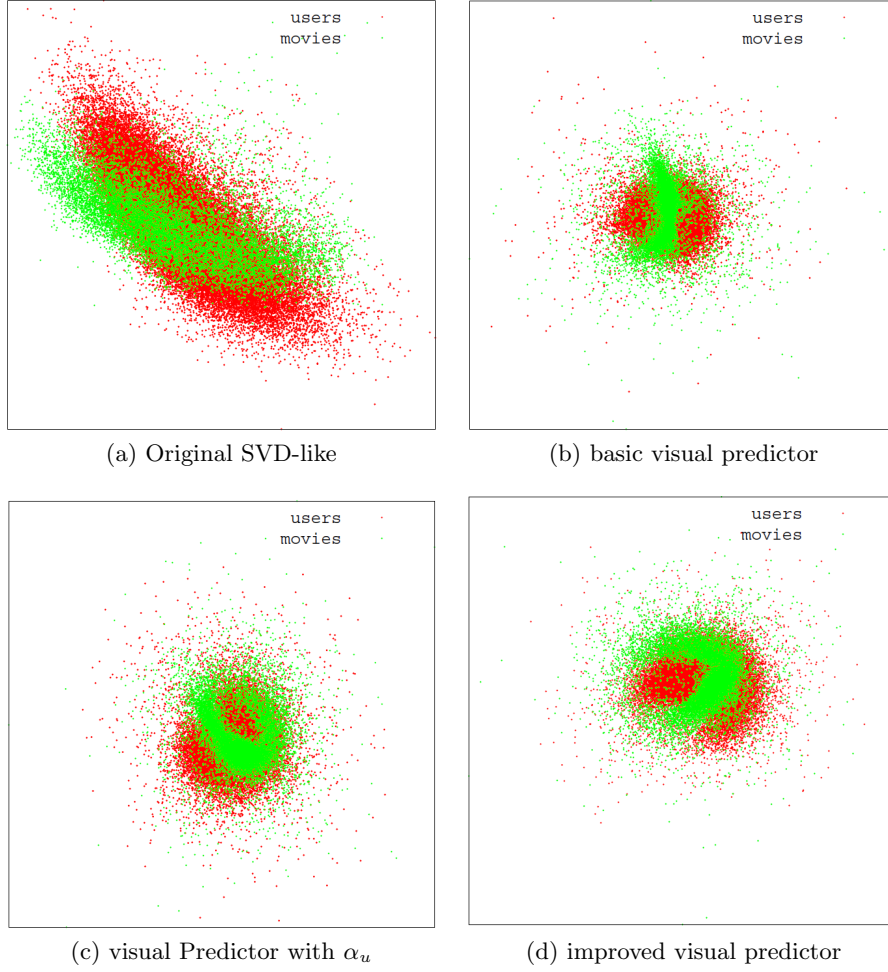 users
movies
users
movies
(a) Original SVD-like
(b) basic visual predictor
users
movies
users
movies
(c) visual Predictor with α_u
(d) improved visual predictor